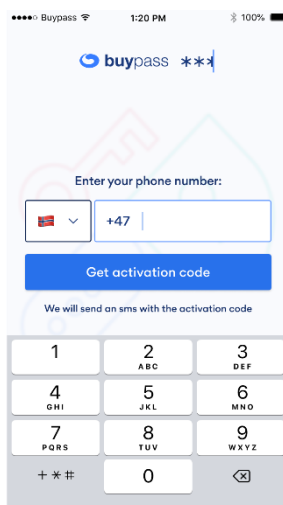 Buypass 1:20 PM 100%
buypass ***
Enter your phone number:
+47
Get activation code
We will send an sms with the activation code
1 2 3
ABC DEF
4 5 6
GHI JKL MNO
7 8 9
PQRS TUV WXYZ
+*# 0